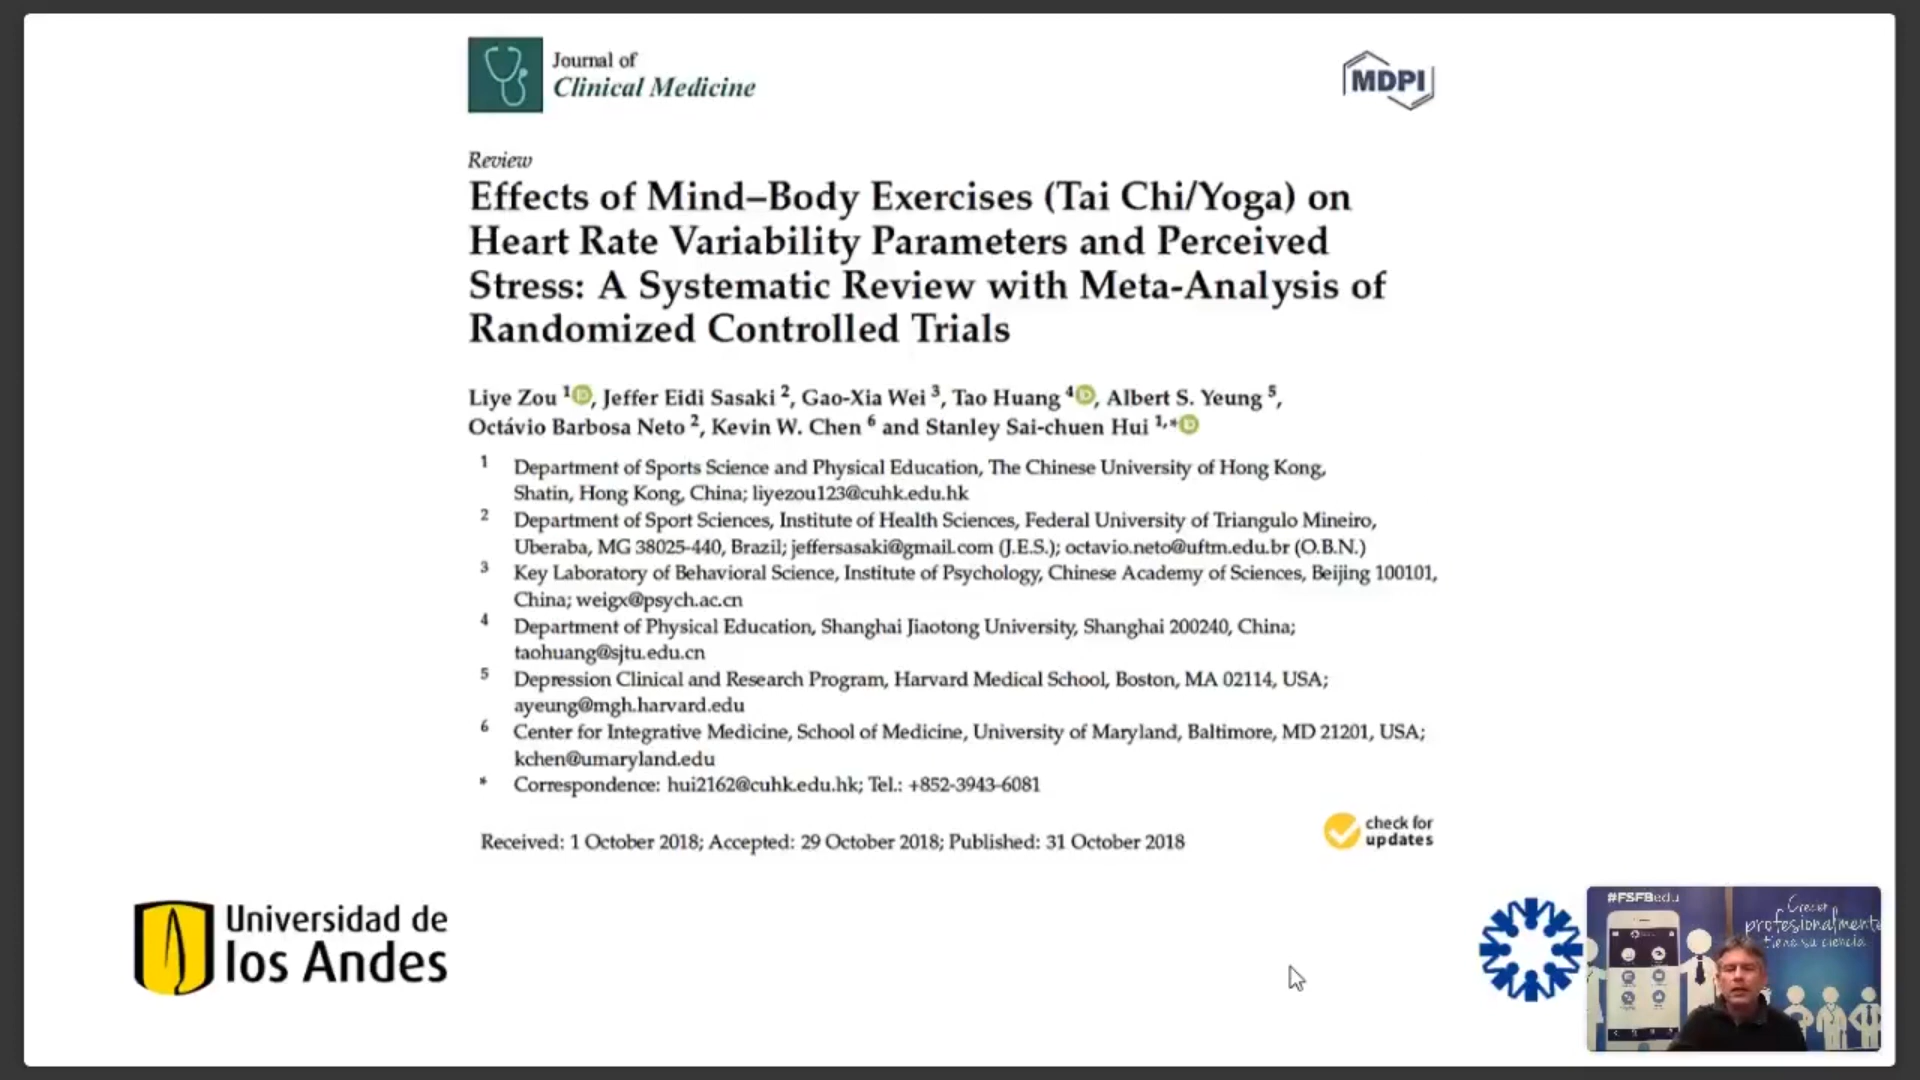 Journal of
Clinical Medicine
MDPI
Review
Effects of Mind–Body Exercises (Tai Chi/Yoga) on
Heart Rate Variability Parameters and Perceived
Stress: A Systematic Review with Meta-Analysis of
Randomized Controlled Trials
Liye Zou 1, Jeffer Eidi Sasaki 2, Gao-Xia Wei 3, Tao Huang 4, Albert S. Yeung 5,
Octávio Barbosa Neto 2, Kevin W. Chen 6 and Stanley Sai-chuen Hui 1,*
1 Department of Sports Science and Physical Education, The Chinese University of Hong Kong,
Shatin, Hong Kong, China; liyezou123@cuhk.edu.hk
2 Department of Sport Sciences, Institute of Health Sciences, Federal University of Triangulo Mineiro,
Uberaba, MG 38025-440, Brazil; jeffersasaki@gmail.com (J.E.S.); octavio.neto@uftm.edu.br (O.B.N.)
3 Key Laboratory of Behavioral Science, Institute of Psychology, Chinese Academy of Sciences, Beijing 100101,
China; weigx@psych.ac.cn
4 Department of Physical Education, Shanghai Jiaotong University, Shanghai 200240, China;
taohuang@sjtu.edu.cn
5 Depression Clinical and Research Program, Harvard Medical School, Boston, MA 02114, USA;
ayeung@mgh.harvard.edu
6 Center for Integrative Medicine, School of Medicine, University of Maryland, Baltimore, MD 21201, USA;
kchen@umaryland.edu
* Correspondence: hui2162@cuhk.edu.hk; Tel.: +852-3943-6081
check for
updates
Received: 1 October 2018; Accepted: 29 October 2018; Published: 31 October 2018
Universidad de
los Andes
#FSFBedu
Crecer
profesionalmente
tiene su ciencia